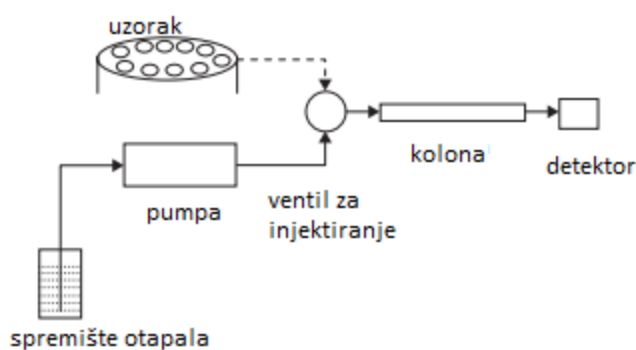 uzorak
kolona
detektor
pumpa
ventil za
injektiranje
spremište otapala